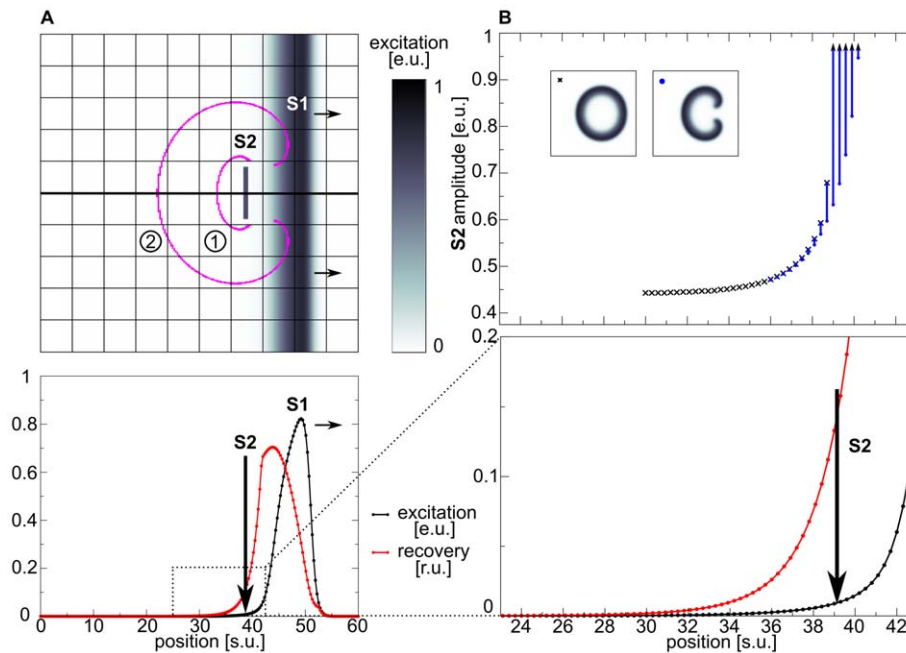 A
B
excitation
[e.u.]
1
0
S1
S2
②
①
S2 amplitude [e.u.]
1
0.9
0.8
0.7
0.6
0.5
0.4
1
0.8
0.6
0.4
0.2
0
S2
S1
0 10 20 30 40 50 60
position [s.u.]
excitation
[e.u.]
recovery
[r.u.]
0.2
0.1
0
S2
24 26 28 30 32 34 36 38 40 42
position [s.u.]